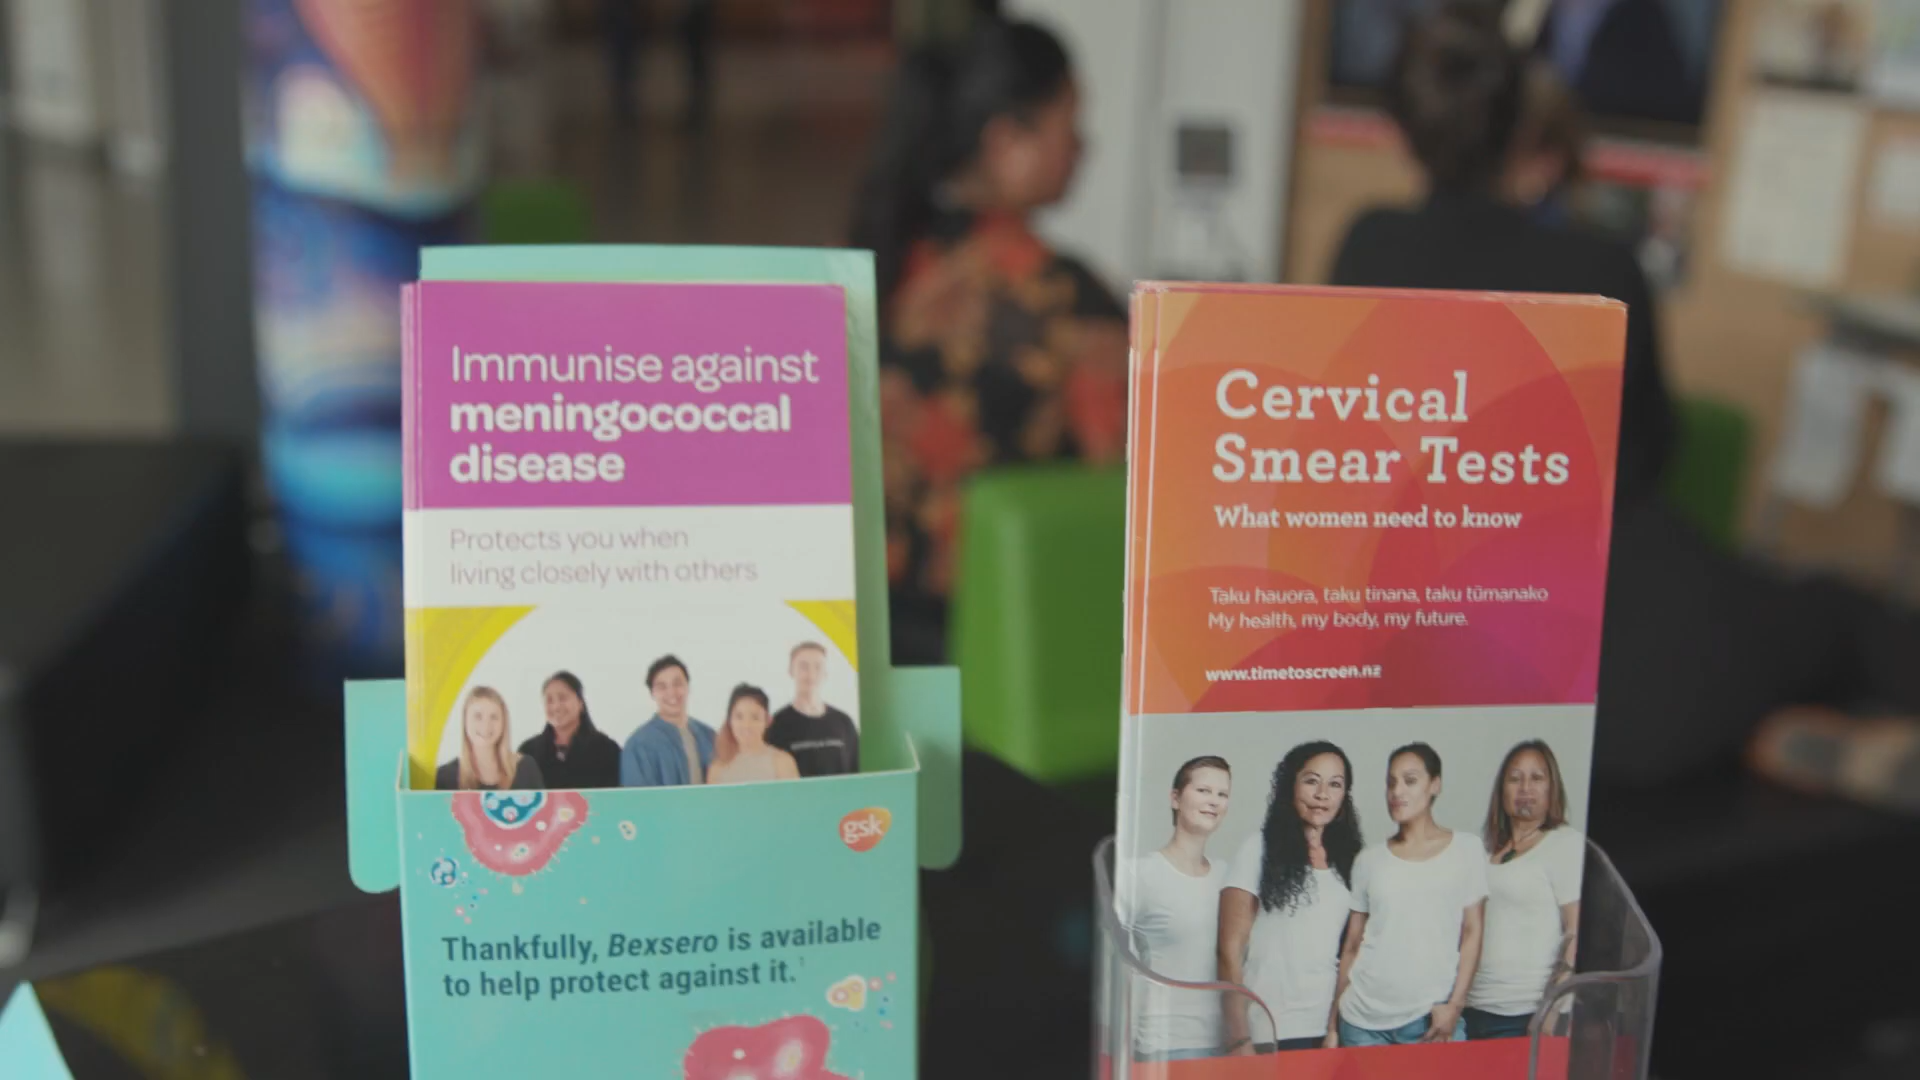 Immunise against
meningococcal
disease
Protects you when
living closely with others
gsk
Thankfully, Bexsero is available
to help protect against it.
Cervical
Smear Tests
What women need to know
Taku hauora, taku tinana, taku tūmanako
My health, my body, my future.
www.timetoscreen.nz